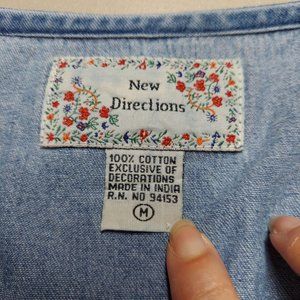 New
Directions
100% COTTON
EXCLUSIVE OF
DECORATIONS
MADE IN INDIA
R.N. NO 94153
M